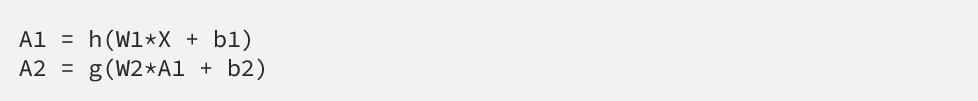 A1 = h(W1*X + b1)
A2 = g(W2*A1 + b2)